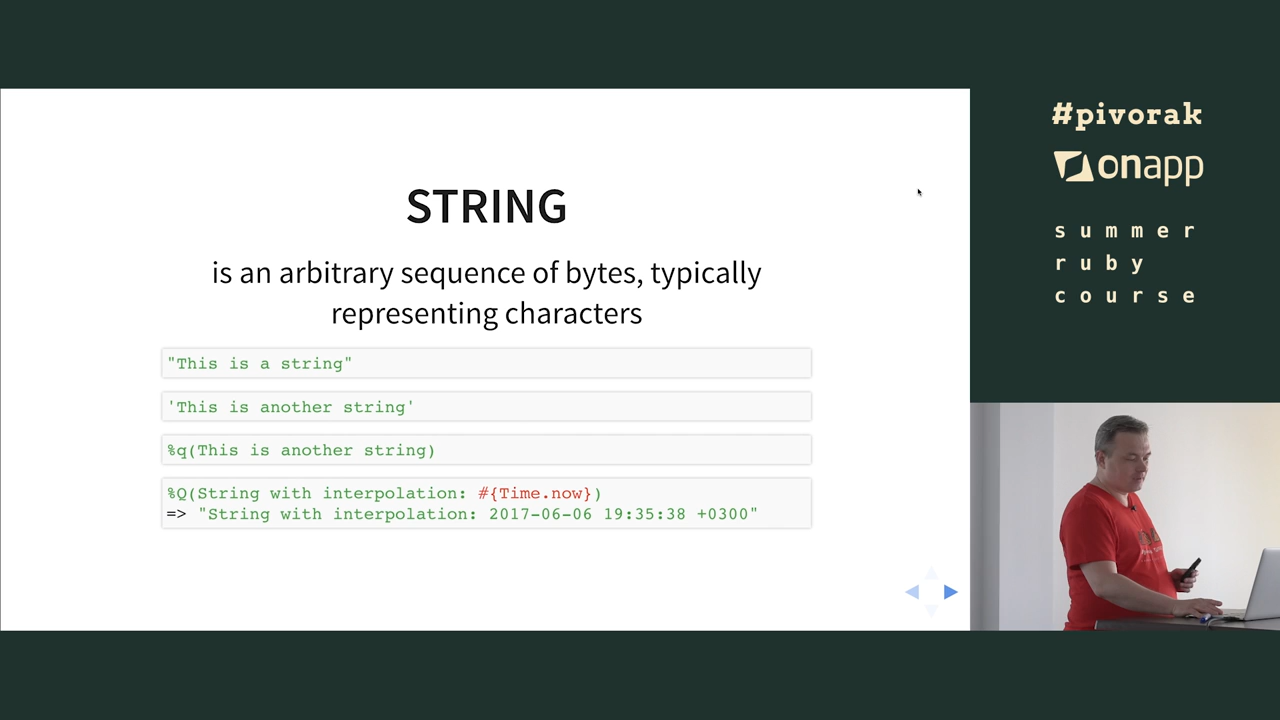 STRING
is an arbitrary sequence of bytes, typically
representing characters
"This is a string"
'This is another string'
%q(This is another string)
%Q(String with interpolation: #{Time.now})
=> "String with interpolation: 2017-06-06 19:35:38 +0300"
#pivorak
onapp
summer
ruby
course